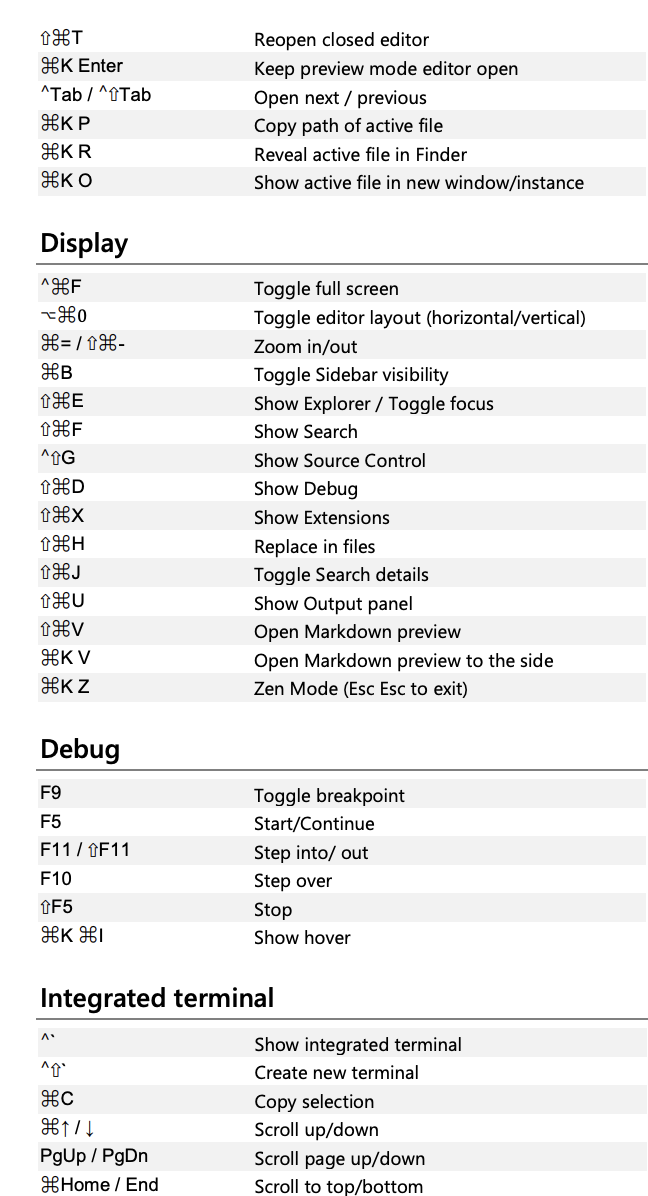 ⇧⌘T Reopen closed editor
⌘K Enter Keep preview mode editor open
^Tab / ^⇧Tab Open next / previous
⌘K P Copy path of active file
⌘K R Reveal active file in Finder
⌘K O Show active file in new window/instance
Display
^⌘F Toggle full screen
⌥⌘0 Toggle editor layout (horizontal/vertical)
⌘= / ⇧⌘- Zoom in/out
⌘B Toggle Sidebar visibility
⇧⌘E Show Explorer / Toggle focus
⇧⌘F Show Search
^⇧G Show Source Control
⇧⌘D Show Debug
⇧⌘X Show Extensions
⇧⌘H Replace in files
⇧⌘J Toggle Search details
⇧⌘U Show Output panel
⇧⌘V Open Markdown preview
⌘K V Open Markdown preview to the side
⌘K Z Zen Mode (Esc Esc to exit)
Debug
F9 Toggle breakpoint
F5 Start/Continue
F11 / ⇧F11 Step into/ out
F10 Step over
⇧F5 Stop
⌘K ⌘I Show hover
Integrated terminal
^` Show integrated terminal
^⇧` Create new terminal
⌘C Copy selection
⌘↑ / ↓ Scroll up/down
PgUp / PgDn Scroll page up/down
⌘Home / End Scroll to top/bottom